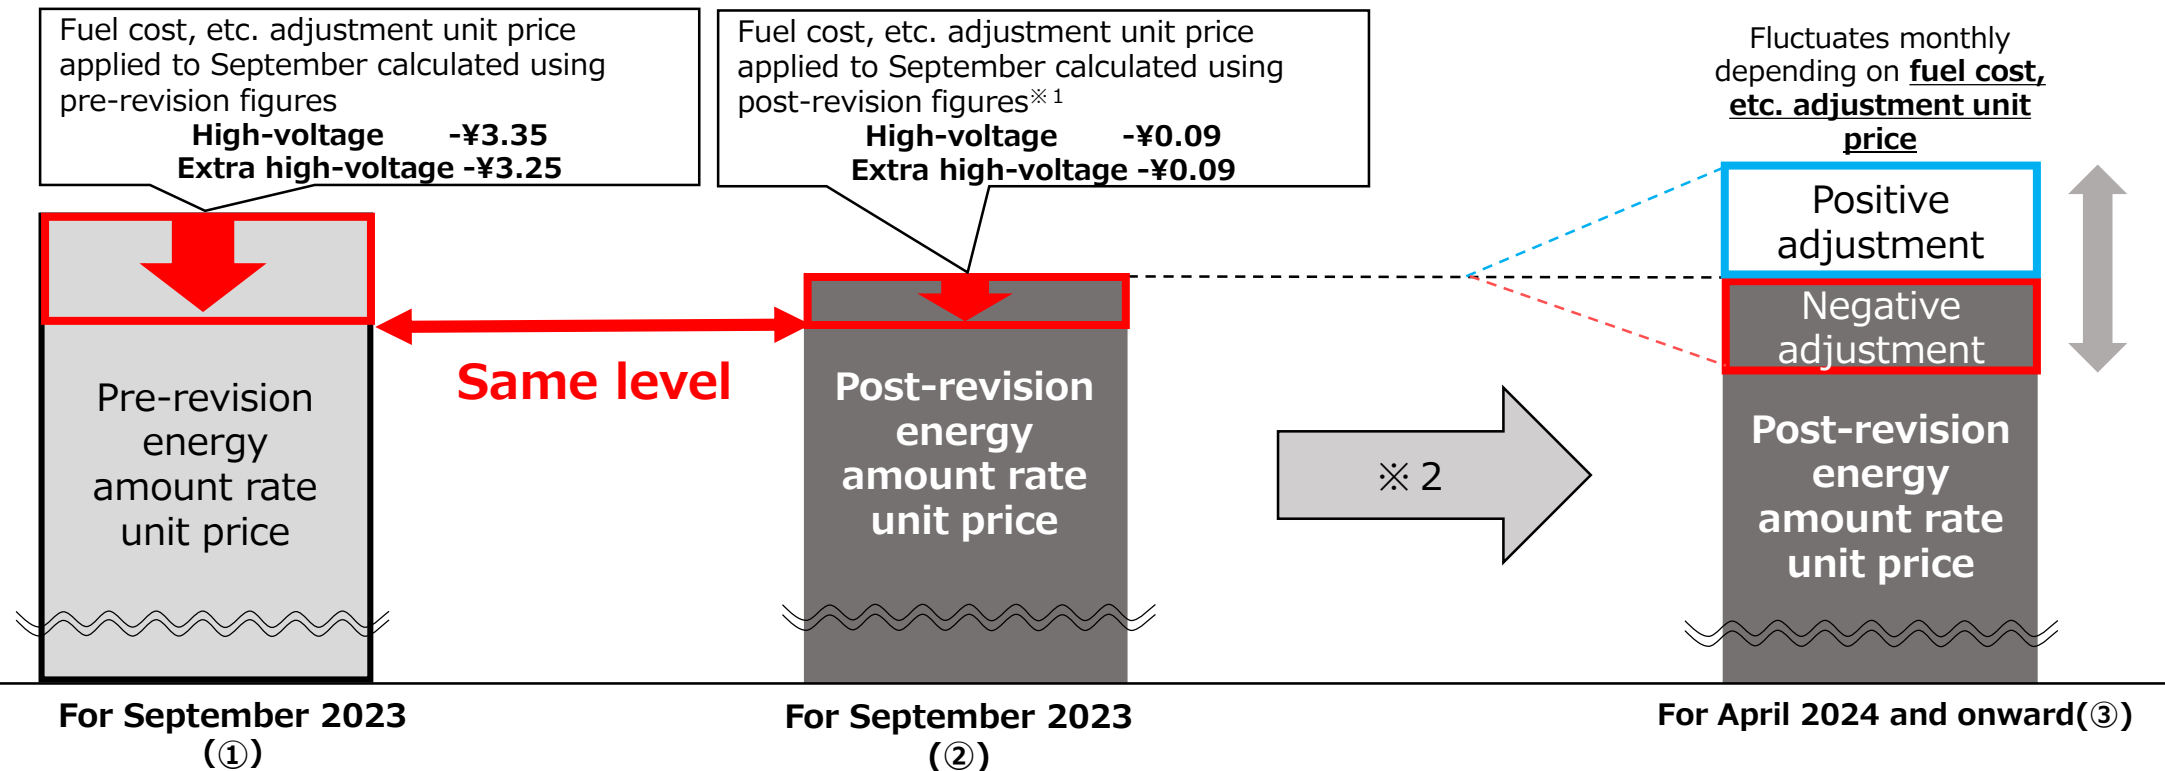 Fuel cost, etc. adjustment unit price
applied to September calculated using
pre-revision figures
High-voltage -¥3.35
Extra high-voltage -¥3.25
Fuel cost, etc. adjustment unit price
applied to September calculated using
post-revision figures※1
High-voltage -¥0.09
Extra high-voltage -¥0.09
Fluctuates monthly
depending on fuel cost,
etc. adjustment unit
price
Positive
adjustment
Negative
adjustment
Same level
Pre-revision
energy
amount rate
unit price
Post-revision
energy
amount rate
unit price
※2
Post-revision
energy
amount rate
unit price
For September 2023
(①)
For September 2023
(②)
For April 2024 and onward(③)